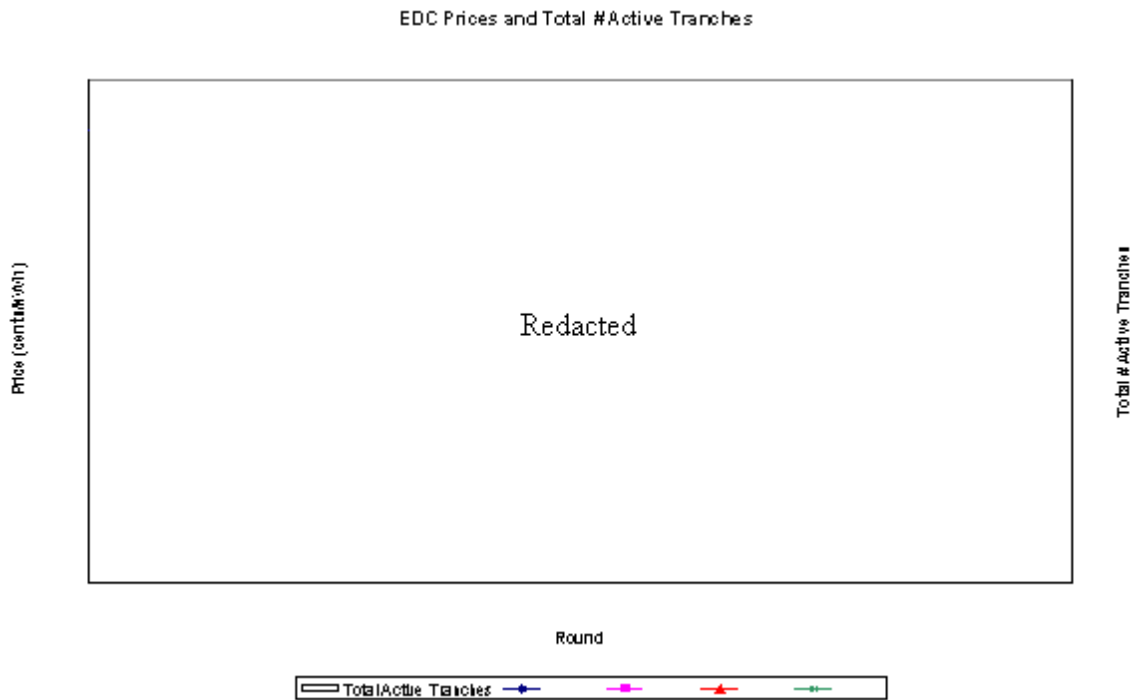 EDC Prices and Total # Active Tranches
Price (cents/kWh)
Redacted
Total # Active Tranches
Round
Total Active Tranches